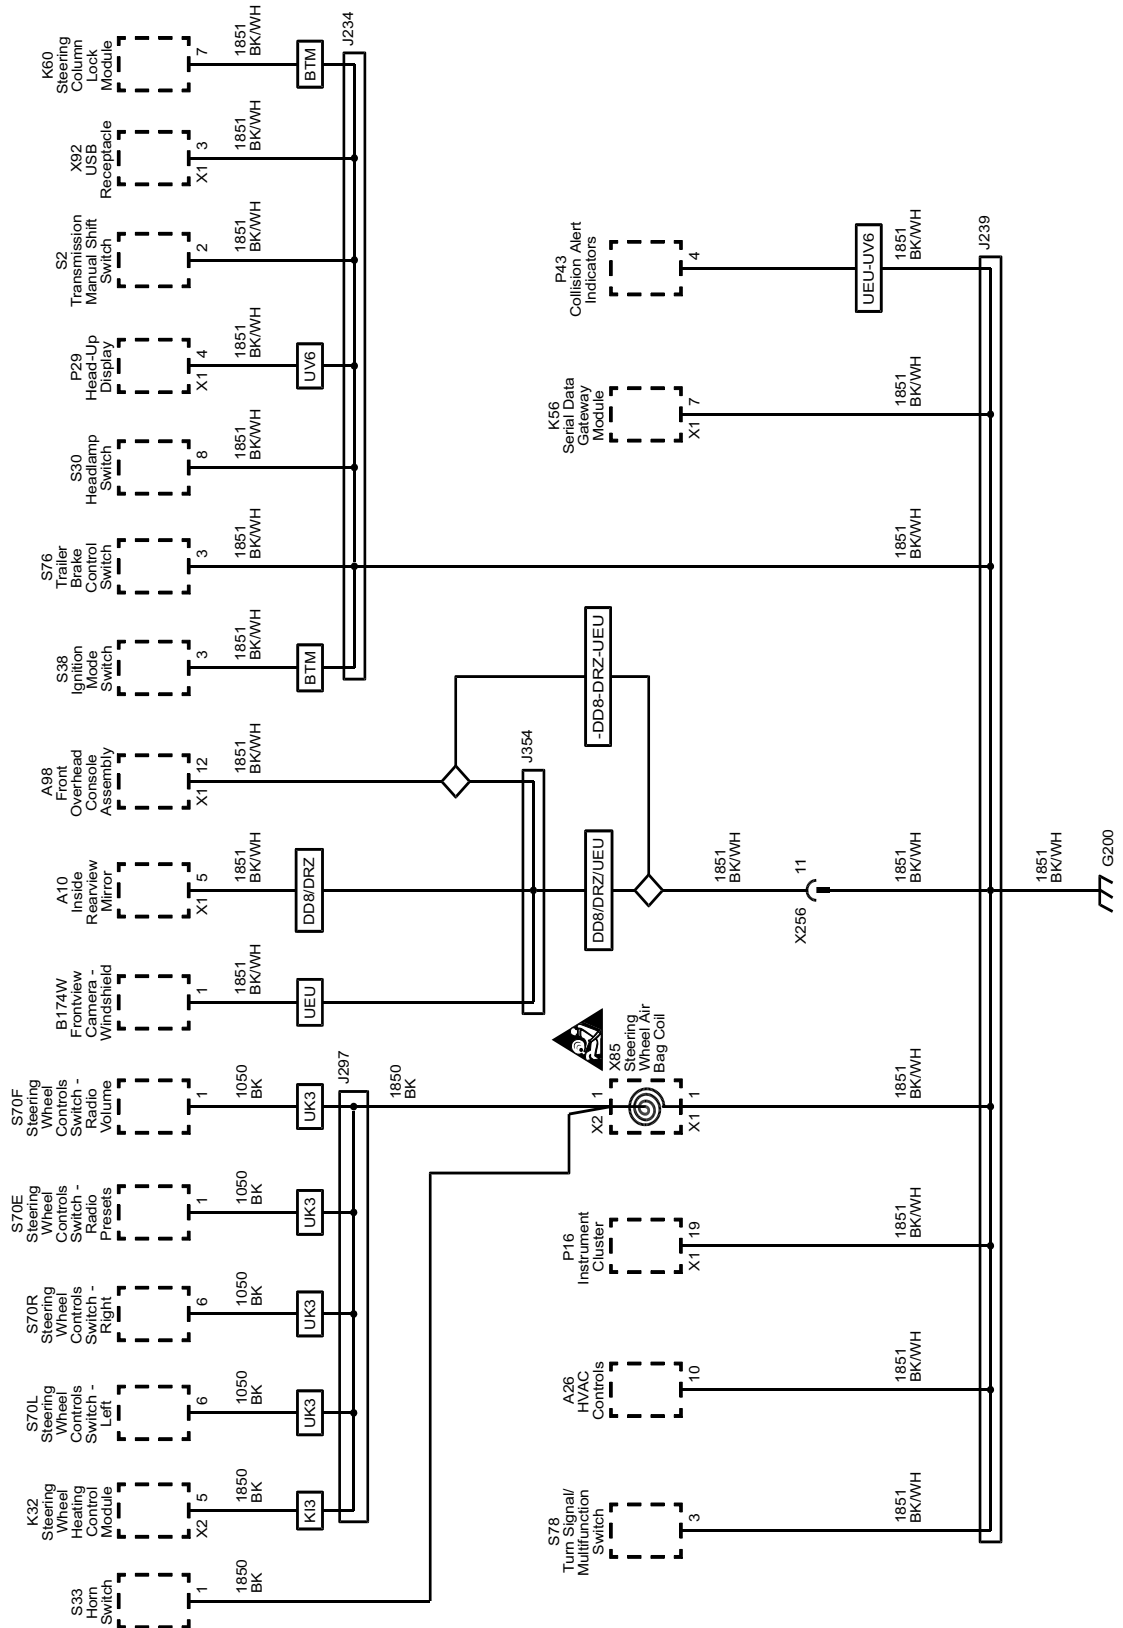 S33
Horn
Switch
1
1850
BK
K32
Steering
Wheel
Heating
Control
Module
X2
5
1850
BK
KI3
S70L
Steering
Wheel
Controls
Switch -
Left
6
1050
BK
UK3
S70R
Steering
Wheel
Controls
Switch -
Right
6
1050
BK
UK3
S70E
Steering
Wheel
Controls
Switch -
Radio
Presets
1
1050
BK
UK3
S70F
Steering
Wheel
Controls
Switch -
Radio
Volume
1
1050
BK
UK3
J297
1850
BK
B174W
Frontview
Camera -
Windshield
1
1851
BK/WH
UEU
A10
Inside
Rearview
Mirror
X1
5
1851
BK/WH
DD8/DRZ
A98
Front
Overhead
Console
Assembly
X1
12
1851
BK/WH
J354
S38
Ignition
Mode
Switch
3
1851
BK/WH
BTM
S76
Trailer
Brake
Control
Switch
3
1851
BK/WH
S30
Headlamp
Switch
8
1851
BK/WH
P29
Head-Up
Display
X1
4
1851
BK/WH
UV6
S2
Transmission
Manual Shift
Switch
2
1851
BK/WH
X92
USB
Receptacle
X1
3
1851
BK/WH
K60
Steering
Column
Lock
Module
7
1851
BK/WH
BTM
J234
S78
Turn Signal/
Multifunction
Switch
3
1851
BK/WH
A26
HVAC
Controls
10
1851
BK/WH
P16
Instrument
Cluster
X1
19
1851
BK/WH
X85
Steering
Wheel Air
Bag Coil
X2
1
X1
1
1851
BK/WH
DD8/DRZ/UEU
-DD8-DRZ-UEU
1851
BK/WH
X256
11
1851
BK/WH
1851
BK/WH
K56
Serial Data
Gateway
Module
X1
7
1851
BK/WH
P43
Collision Alert
Indicators
4
UEU-UV6
1851
BK/WH
J239
1851
BK/WH
G200